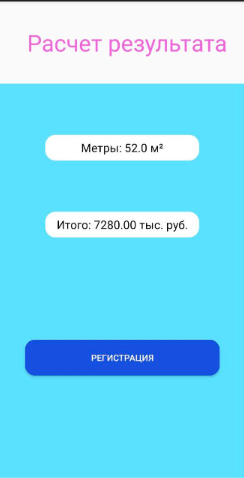 Расчет результата
Метры: 52.0 м²
Итого: 7280.00 тыс. руб.
РЕГИСТРАЦИЯ